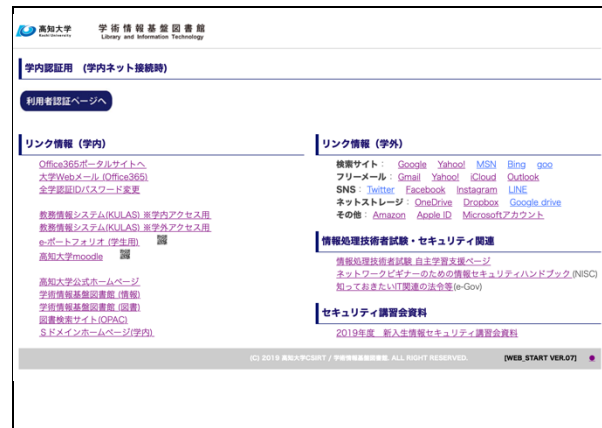 高知大学
Kochi University
学術情報基盤図書館
Library and Information Technology
学内認証用 (学内ネット接続時)
利用者認証ページへ
リンク情報（学内）
Office365ポータルサイトへ
大学Webメール (Office365)
全学認証IDパスワード変更
教務情報システム(KULAS) ※学内アクセス用
教務情報システム(KULAS) ※学外アクセス用
e-ポートフォリオ (学生用)
高知大学moodle
高知大学公式ホームページ
学術情報基盤図書館 (情報)
学術情報基盤図書館 (図書)
図書検索サイト(OPAC)
Ｓドメインホームページ(学内)
リンク情報（学外）
検索サイト： Google Yahoo! MSN Bing goo
フリーメール： Gmail Yahoo! iCloud Outlook
SNS： Twitter Facebook Instagram LINE
ネットストレージ： OneDrive Dropbox Google drive
その他： Amazon Apple ID Microsoftアカウント
情報処理技術者試験・セキュリティ関連
情報処理技術者試験 自主学習支援ページ
ネットワークビギナーのための情報セキュリティハンドブック (NISC)
知っておきたいIT関連の法令等(e-Gov)
セキュリティ講習会資料
2019年度　新入生情報セキュリティ講習会資料
(C) 2019 高知大学CSIRT / 学術情報基盤図書館. ALL RIGHT RESERVED.
[WEB_START VER.07]